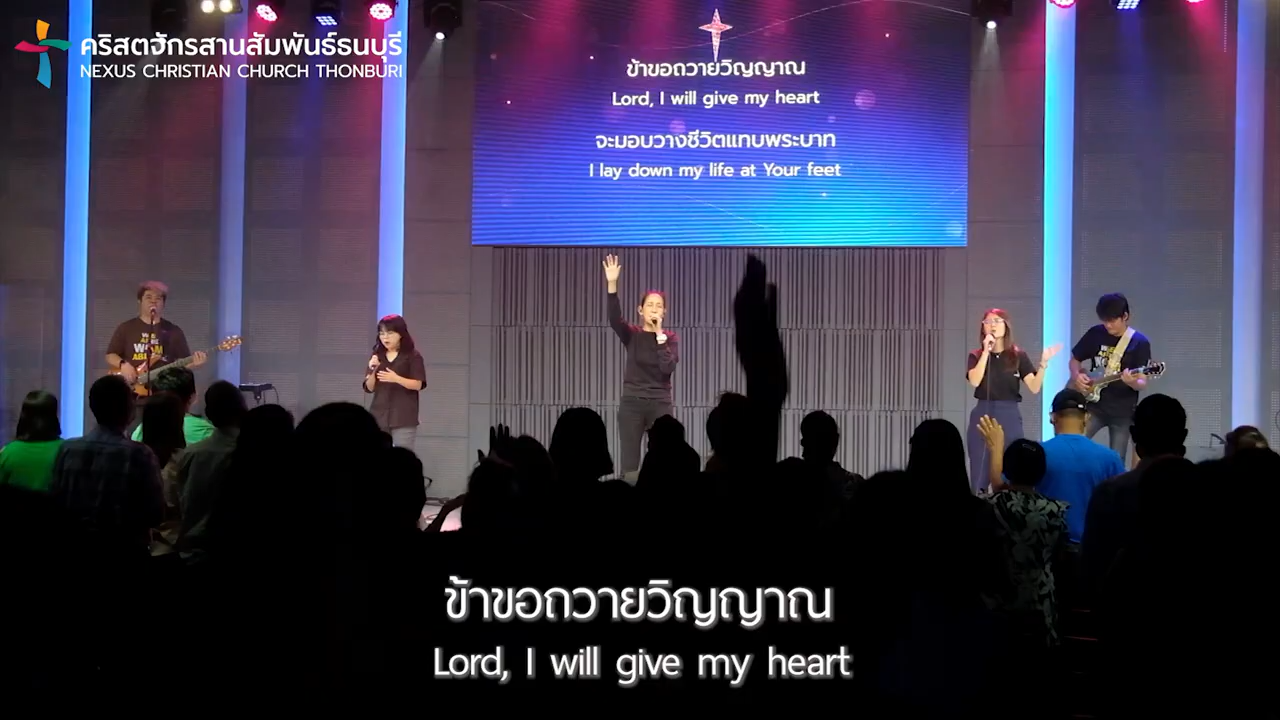 คริสตจักรสานสัมพันธ์ธนบุรี
NEXUS CHRISTIAN CHURCH THONBURI
ข้าขอถวายวิญญาณ
Lord, I will give my heart
จะมอบวางชีวิตแทบพระบาท
I lay down my life at Your feet
ข้าขอถวายวิญญาณ
Lord, I will give my heart